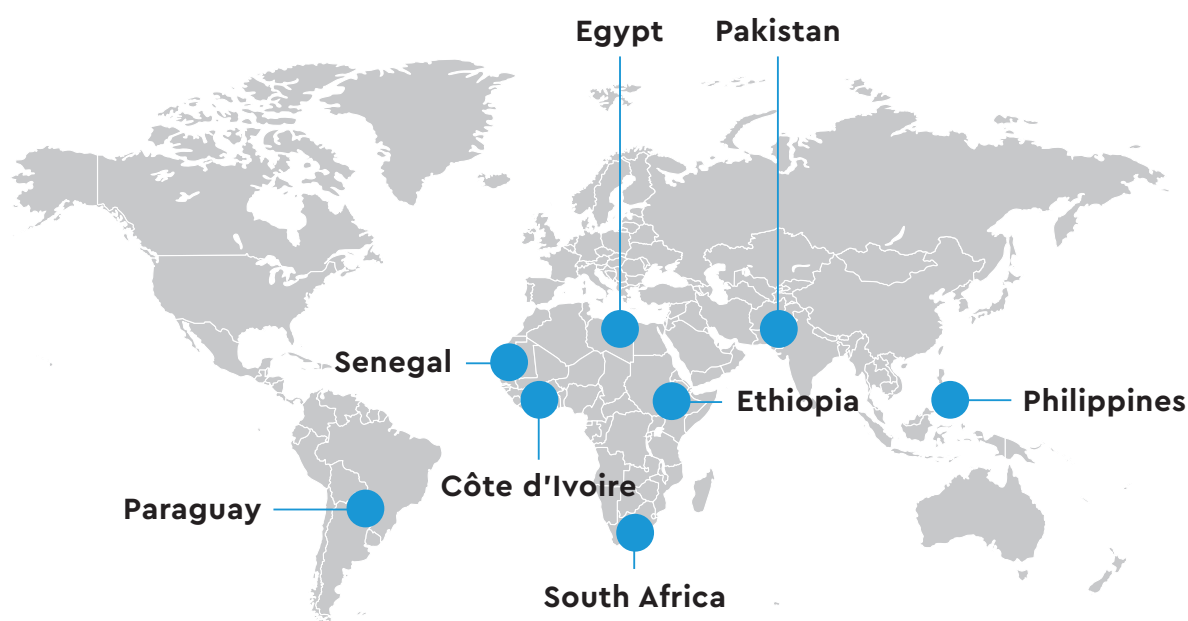 Egypt
Pakistan
Senegal
Ethiopia
Philippines
Côte d'Ivoire
Paraguay
South Africa